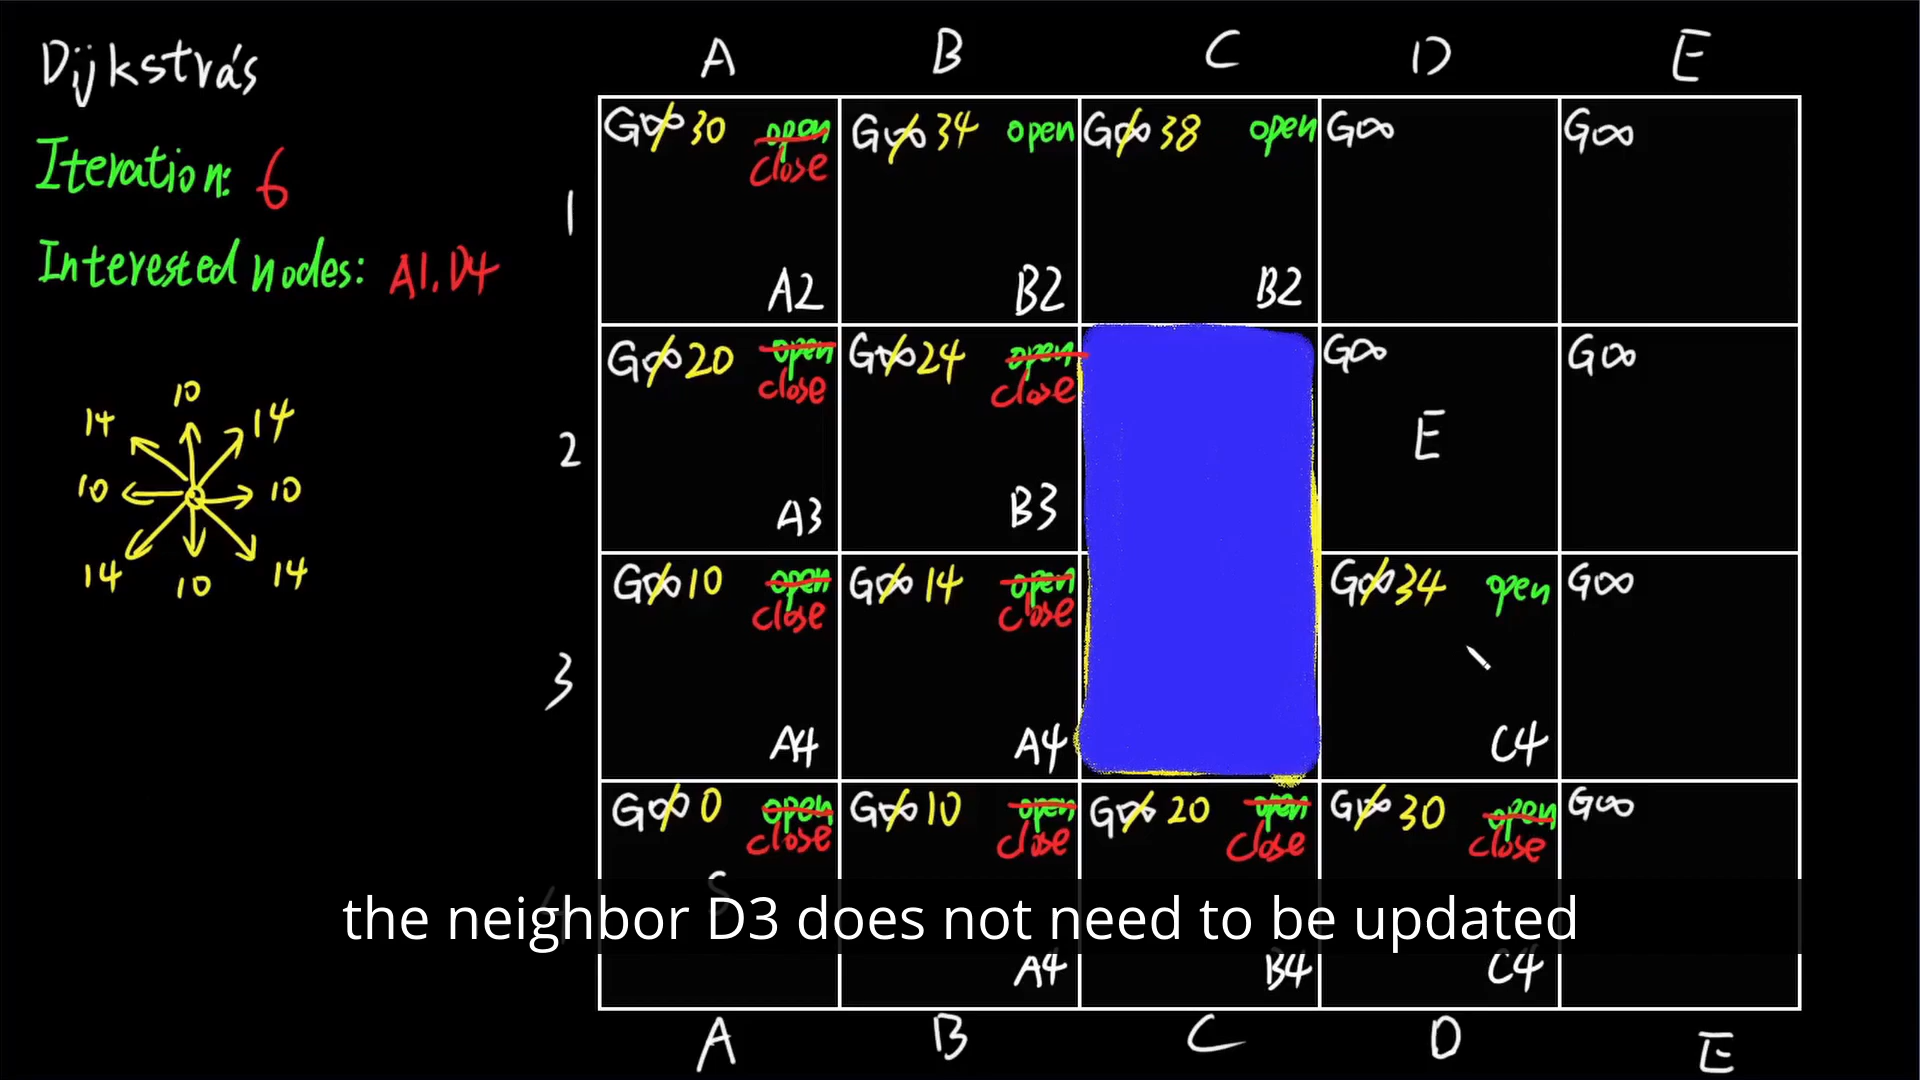 Dijkstra's
Iteration: 6
Interested nodes: A1.D4
10
14 14
10 10
14 10 14
A B C D E
1
G∞ 30 open close A2
G∞ 34 open B2
G∞ 38 open B2
G∞
G∞
2
G∞ 20 open close A3
G∞ 24 open close B3
G∞ E
G∞
3
G∞ 10 open close A4
G∞ 14 open close A4
G∞ 34 open C4
G∞
G∞ 0 open close S
G∞ 10 open close A4
G∞ 20 open close B4
G∞ 30 open close C4
G∞
the neighbor D3 does not need to be updated
A B C D E